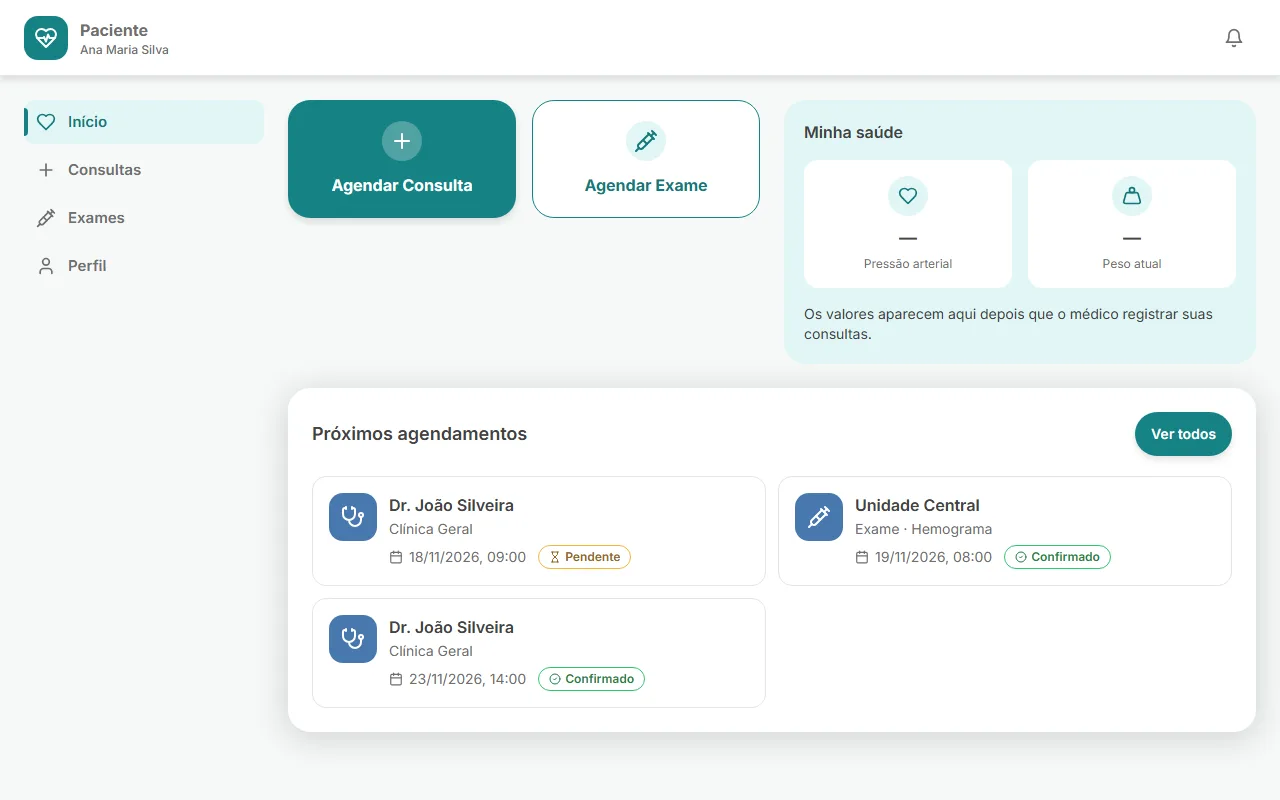 Paciente
Ana Maria Silva
Início
Consultas
Exames
Perfil
Agendar Consulta
Agendar Exame
Minha saúde
—
Pressão arterial
—
Peso atual
Os valores aparecem aqui depois que o médico registrar suas
consultas.
Próximos agendamentos
Ver todos
Dr. João Silveira
Clínica Geral
18/11/2026, 09:00 Pendente
Unidade Central
Exame · Hemograma
19/11/2026, 08:00 Confirmado
Dr. João Silveira
Clínica Geral
23/11/2026, 14:00 Confirmado